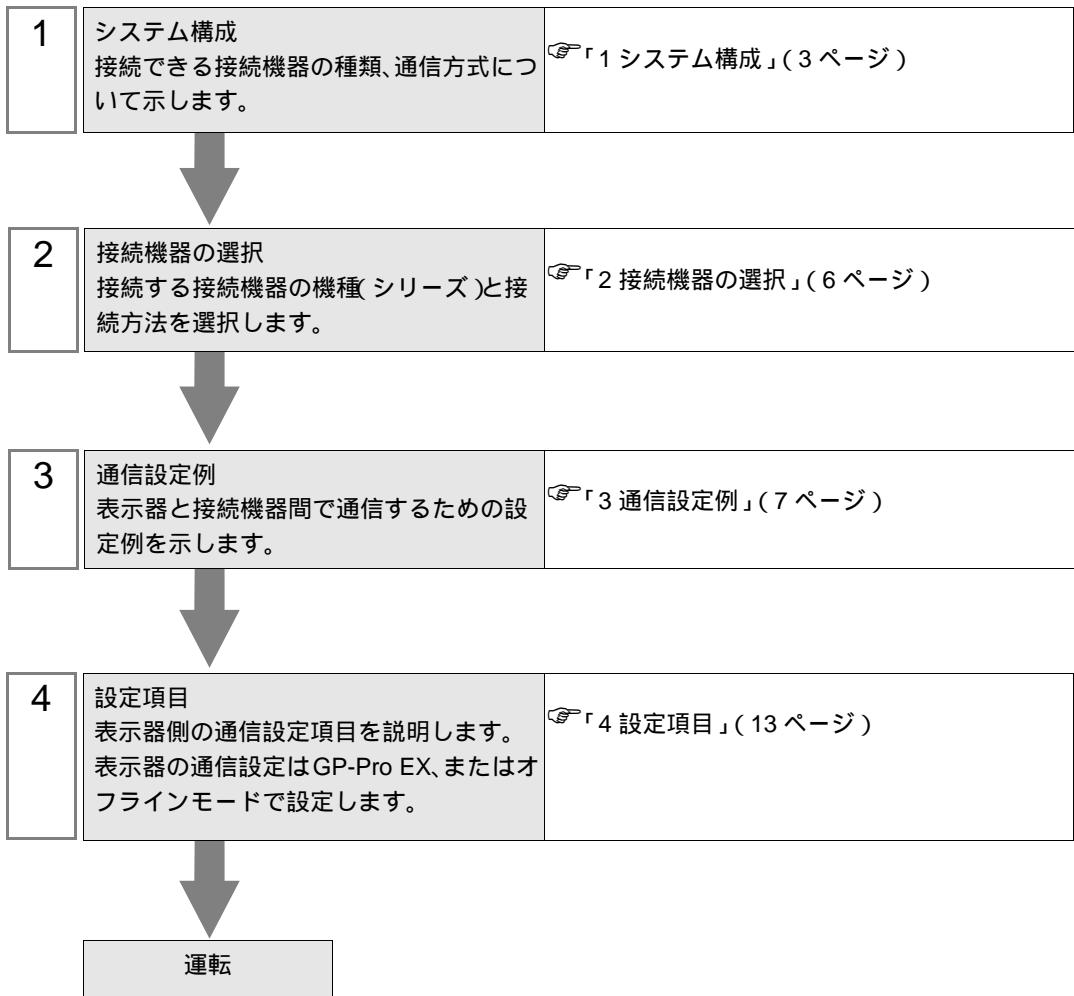 1
システム構成
接続できる接続機器の種類、通信方式につ
いて示します。
☞「1 システム構成」(3 ページ)
2
接続機器の選択
接続する接続機器の機種(シリーズ)と接
続方法を選択します。
☞「2 接続機器の選択」(6 ページ)
3
通信設定例
表示器と接続機器間で通信するための設
定例を示します。
☞「3 通信設定例」(7 ページ)
4
設定項目
表示器側の通信設定項目を説明します。
表示器の通信設定はGP-Pro EX、またはオ
フラインモードで設定します。
☞「4 設定項目」(13 ページ)
運転